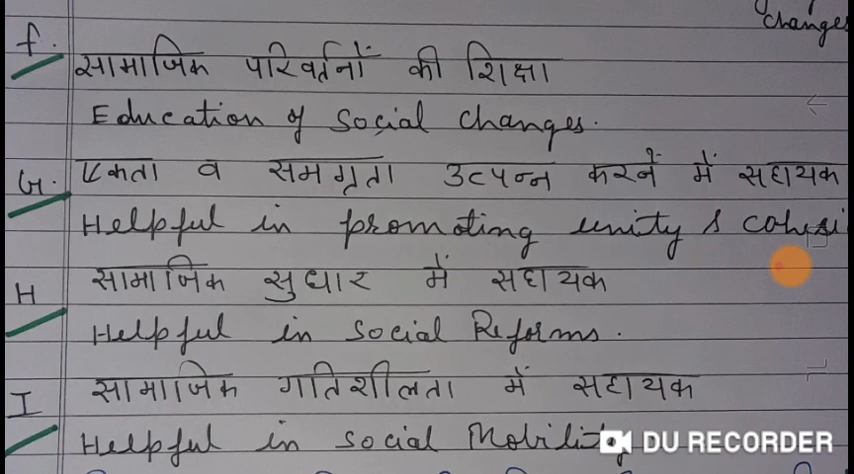 changes
f. सामाजिक परिवर्तनों की शिक्षा
Education of Social changes.
G. एकता व समग्रता उत्पन्न करनें में सहायक
Helpful in promoting unity & cohesi
H सामाजिक सुधार में सहायक
Helpful in Social Reforms.
I सामाजिक गतिशीलता में सहायक
Helpful in Social Mobility
DU RECORDER